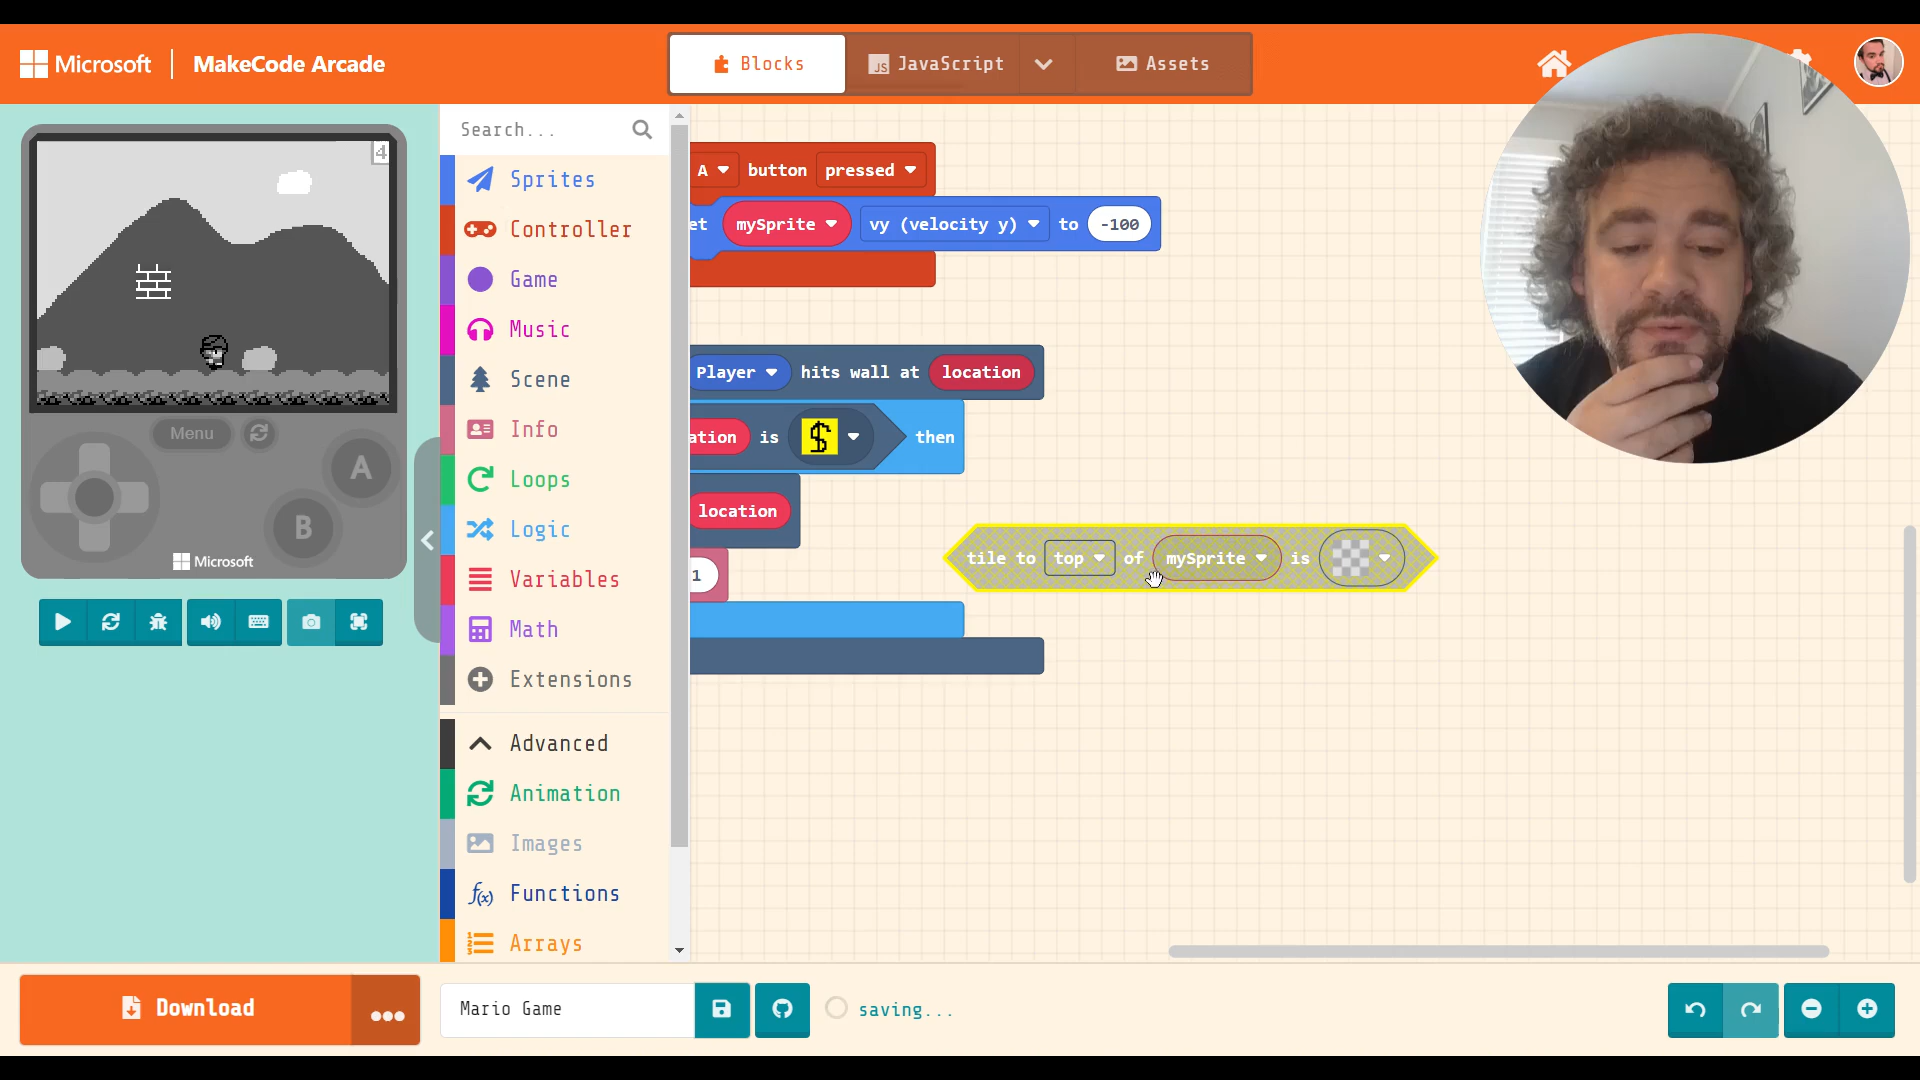 Microsoft
MakeCode Arcade
Blocks
JS JavaScript
Assets
4
Menu
A
B
Microsoft
Search...
Sprites
Controller
Game
Music
Scene
Info
Loops
Logic
Variables
Math
Extensions
Advanced
Animation
Images
f(x) Functions
Arrays
A button pressed
et mySprite vy (velocity y) to -100
Player hits wall at location
ation is $ then
location
1
tile to top of mySprite is
Download
Mario Game
saving...